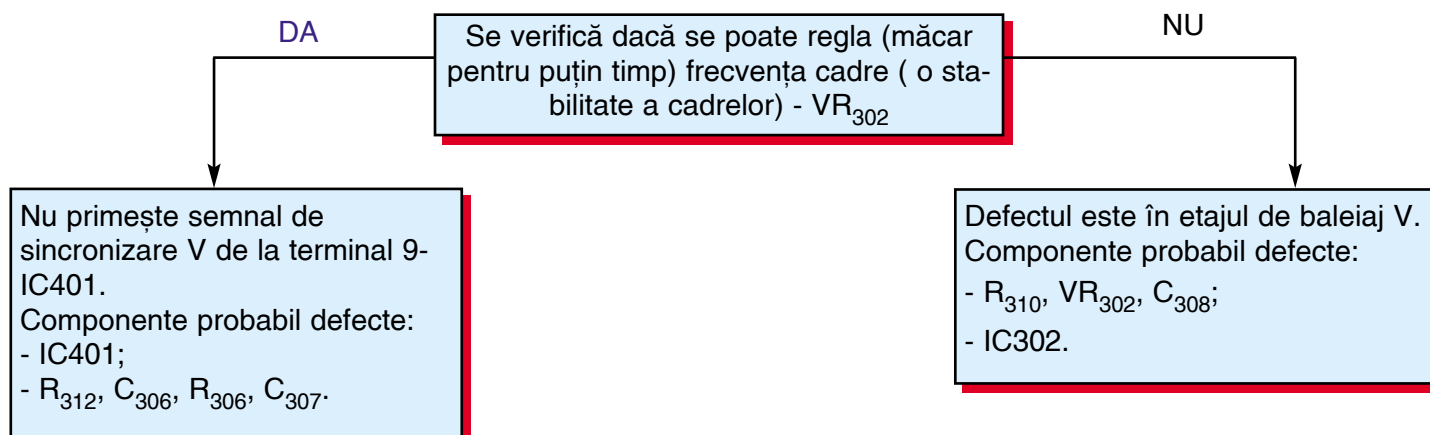 DA
Se verifică dacă se poate regla (măcar
pentru puțin timp) frecvența cadre ( o sta-
bilitate a cadrelor) - VR302
NU
Nu primește semnal de
sincronizare V de la terminal 9-
IC401.
Componente probabil defecte:
- IC401;
- R312, C306, R306, C307.
Defectul este în etajul de baleiaj V.
Componente probabil defecte:
- R310, VR302, C308;
- IC302.